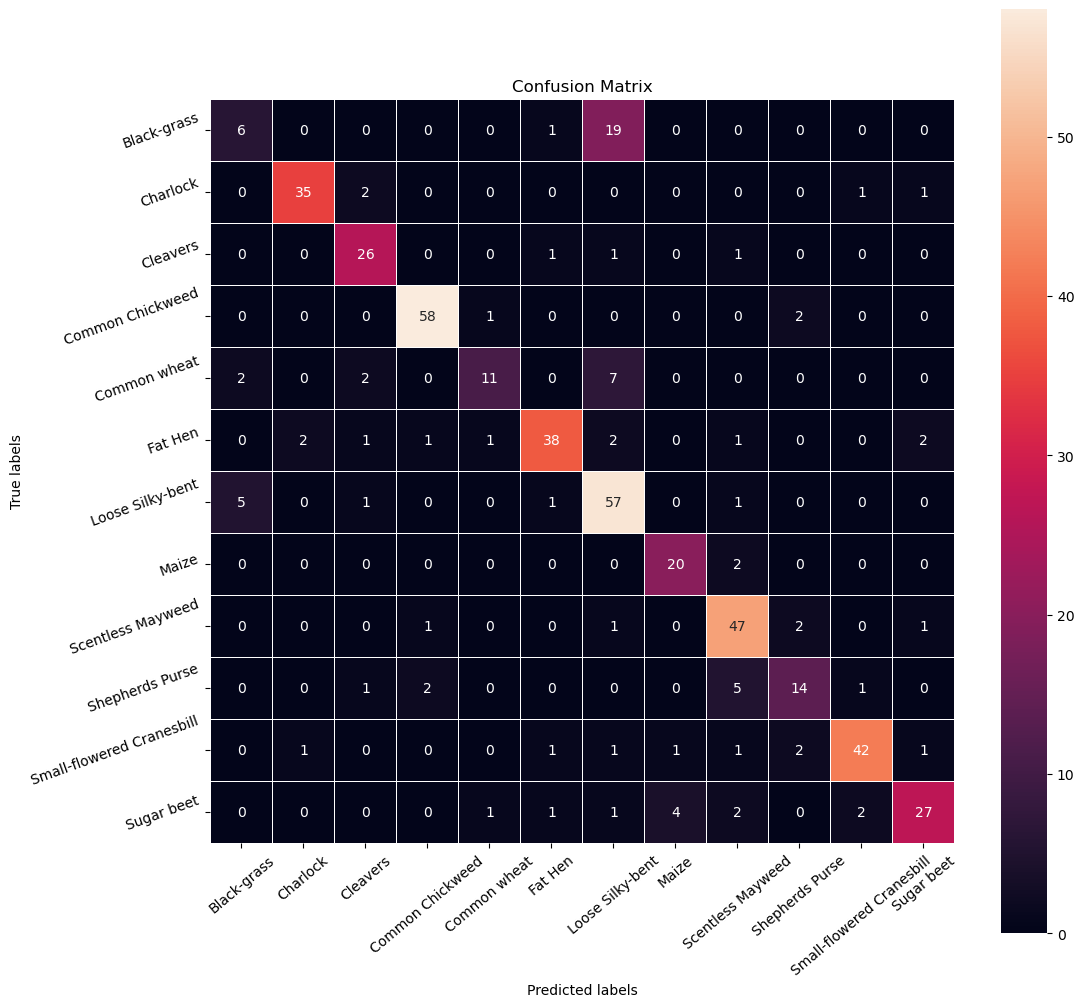 Confusion Matrix
Black-grass 6 0 0 0 0 1 19 0 0 0 0 0
Charlock 0 35 2 0 0 0 0 0 0 0 1 1
Cleavers 0 0 26 0 0 1 1 0 1 0 0 0
Common Chickweed 0 0 0 58 1 0 0 0 0 2 0 0
Common wheat 2 0 2 0 11 0 7 0 0 0 0 0
Fat Hen 0 2 1 1 1 38 2 0 1 0 0 2
Loose Silky-bent 5 0 1 0 0 1 57 0 1 0 0 0
Maize 0 0 0 0 0 0 0 20 2 0 0 0
Scentless Mayweed 0 0 0 1 0 0 1 0 47 2 0 1
Shepherds Purse 0 0 1 2 0 0 0 0 5 14 1 0
Small-flowered Cranesbill 0 1 0 0 0 1 1 1 1 2 42 1
Sugar beet 0 0 0 0 1 1 1 4 2 0 2 27
True labels
Black-grass
Charlock
Cleavers
Common Chickweed
Common wheat
Fat Hen
Loose Silky-bent
Maize
Scentless Mayweed
Shepherds Purse
Small-flowered Cranesbill
Sugar beet
Predicted labels
50
40
30
20
10
0